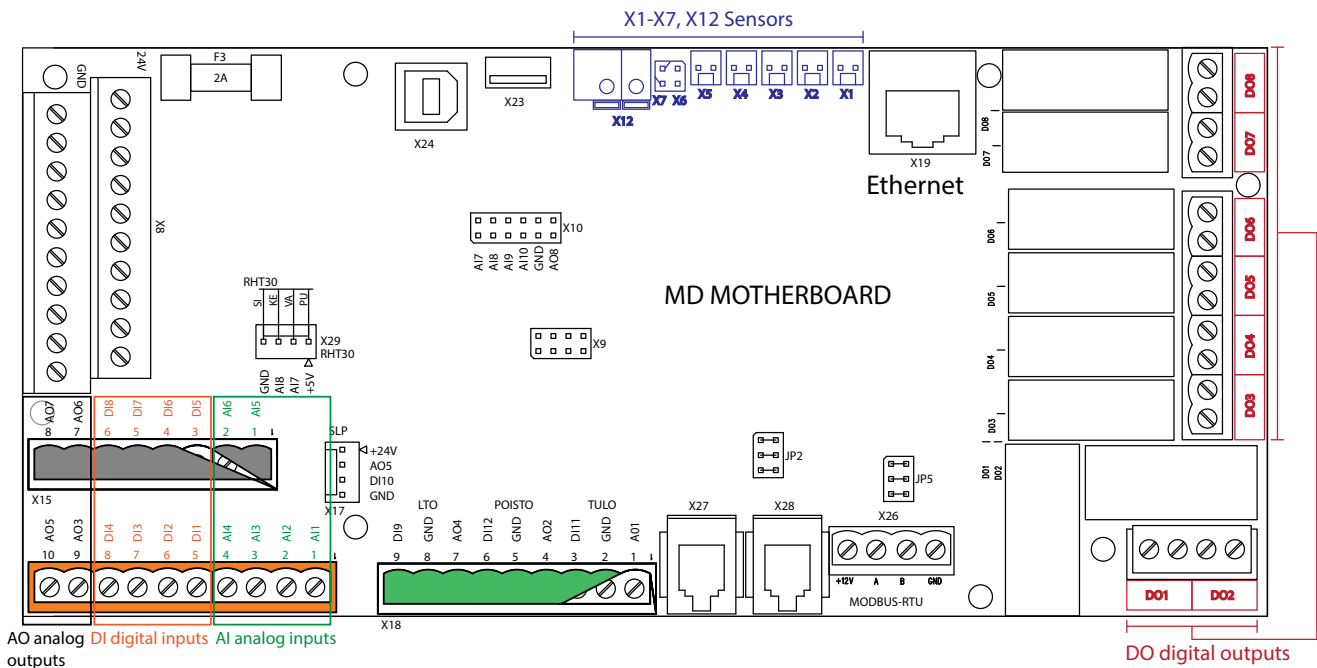 X1-X7, X12 Sensors
GND
24V
F3
2A
X24
X23
X12
X7 X6
X5
X4
X3
X2
X1
X19
Ethernet
DO8
DO7
DO8
DO7
X8
X10
AI7
AI8
AI9
AI10
GND
AO8
DO6
DO5
DO4
DO3
DO6
DO5
DO4
DO3
MD MOTHERBOARD
RHT30
SI
KE
VA
PU
X29
RHT30
GND
AI8
AI7
+5V
X9
AO7
AO6
DI8
DI7
DI6
DI5
AI6
AI5
8 7 6 5 4 3 2 1
X15
SLP
+24V
AO5
DI10
GND
X17
JP2
JP5
DO1
DO2
AO5
AO3
DI4
DI3
DI2
DI1
AI4
AI3
AI2
AI1
10 9 8 7 6 5 4 3 2 1
LTO
POISTO
TULO
DI9
GND
AO4
DI12
GND
AO2
DI11
GND
A01
9 8 7 6 5 4 3 2 1
X18
X27
X28
X26
+12V A B GND
MODBUS-RTU
DO1
DO2
AO analog
outputs
DI digital inputs
AI analog inputs
DO digital outputs